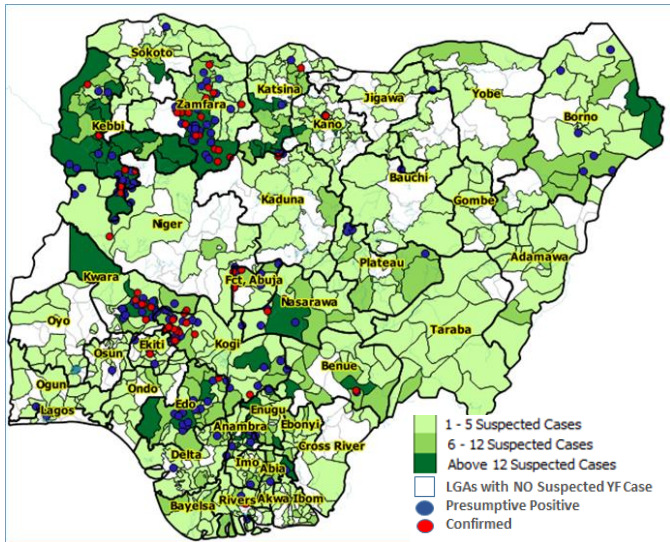 Sokoto
Katsina
Zamfara
Jigawa
Yobe
Borno
Kebbi
Kano
Bauchi
Kaduna
Gombe
Niger
Adamawa
Plateau
Fct, Abuja
Kwara
Nasarawa
Oyo
Taraba
Ekiti
Kogi
Osun
Benue
Ogun
Ondo
Edo
Lagos
Enugu
Anambra
Ebonyi
Cross River
Delta
Imo
Abia
Bayelsa
Rivers
Akwa Ibom
1 - 5 Suspected Cases
6 - 12 Suspected Cases
Above 12 Suspected Cases
LGAs with NO Suspected YF Case
Presumptive Positive
Confirmed